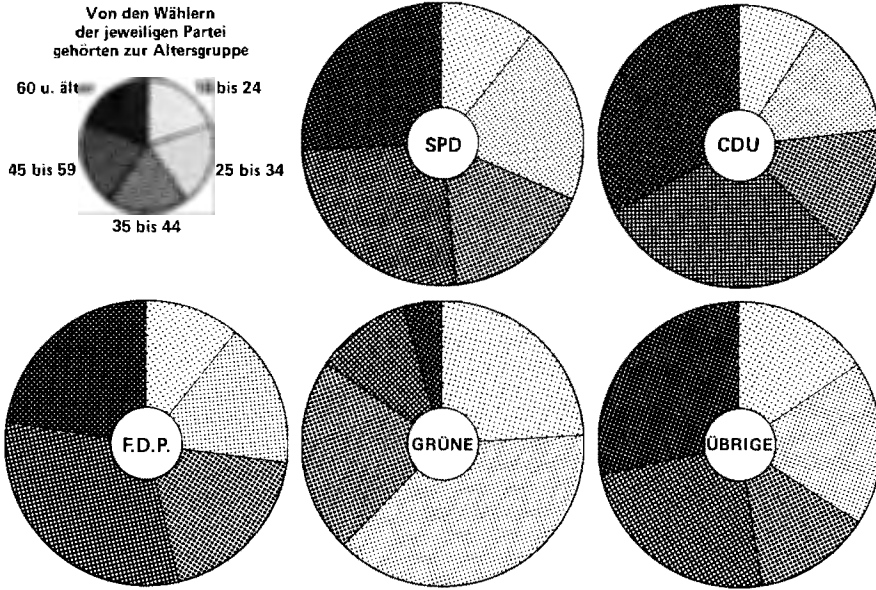 Von den Wählern
der jeweiligen Partei
gehörten zur Altersgruppe
60 u.
bis 24
45 bis 59
25 bis 34
35 bis 44
SPD
CDU
F.D.P.
GRÜNE
ÜBRIGE